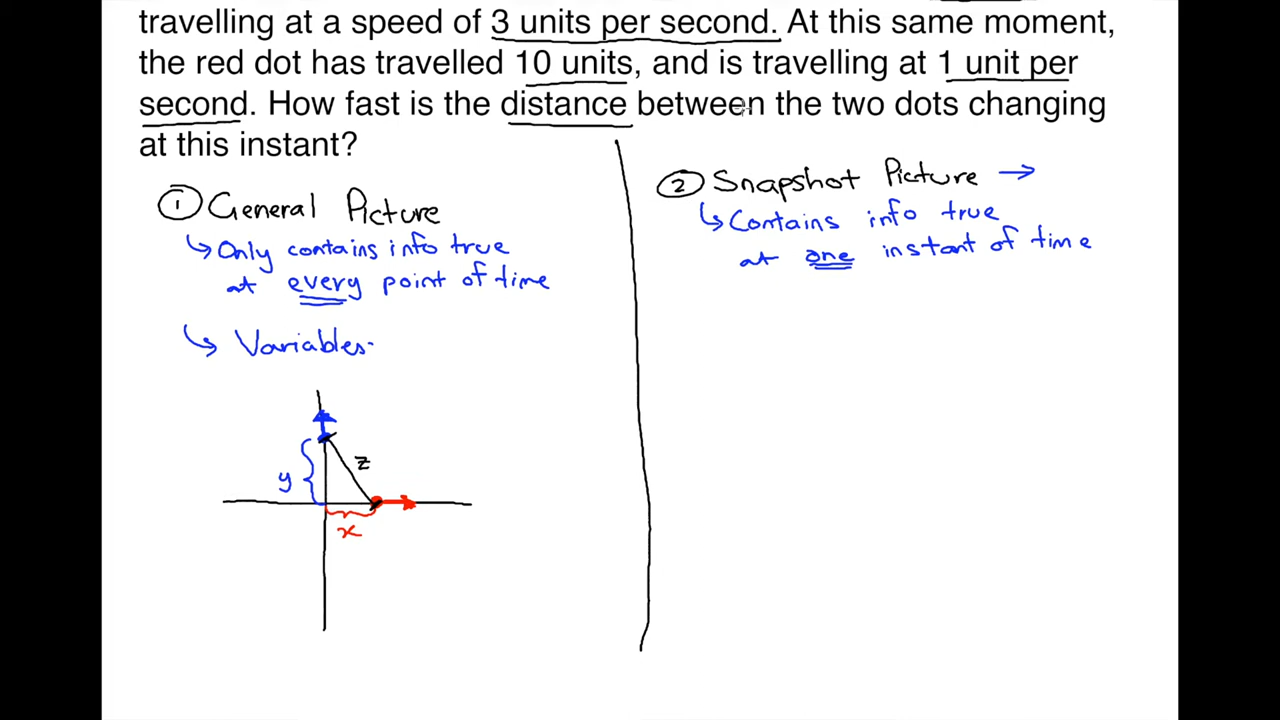 travelling at a speed of 3 units per second. At this same moment,
the red dot has travelled 10 units, and is travelling at 1 unit per
second. How fast is the distance between the two dots changing
at this instant?
① General Picture
↳ Only contains info true
at every point of time
↳ Variables.
y
z
x
② Snapshot Picture →
↳ Contains info true
at one instant of time